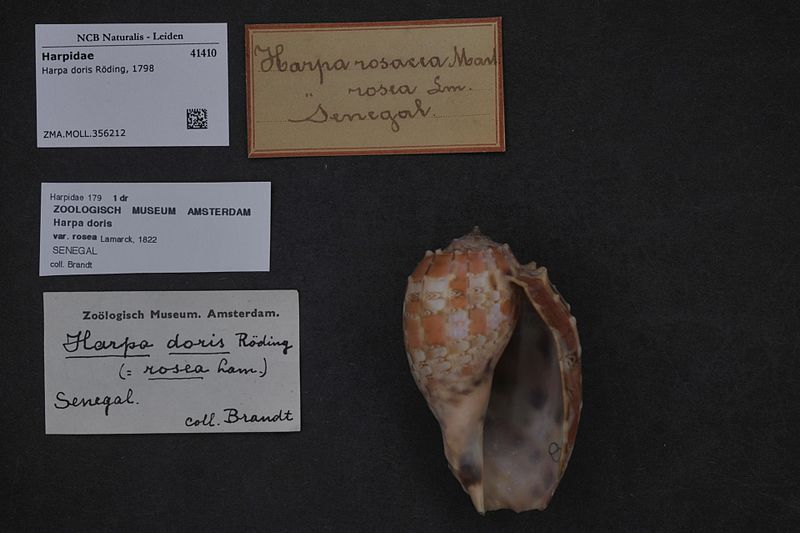 NCB Naturalis - Leiden
Harpidae 41410
Harpa doris Röding, 1798
ZMA.MOLL.356212
Harpa rosacea Mart
" rosea Lm.
Senegal.
Harpidae 179 1 dr
ZOOLOGISCH MUSEUM AMSTERDAM
Harpa doris
var. rosea Lamarck, 1822
SENEGAL
coll. Brandt
Zoölogisch Museum. Amsterdam.
Harpa doris Röding
(= rosea Lam.)
Senegal.
coll. Brandt